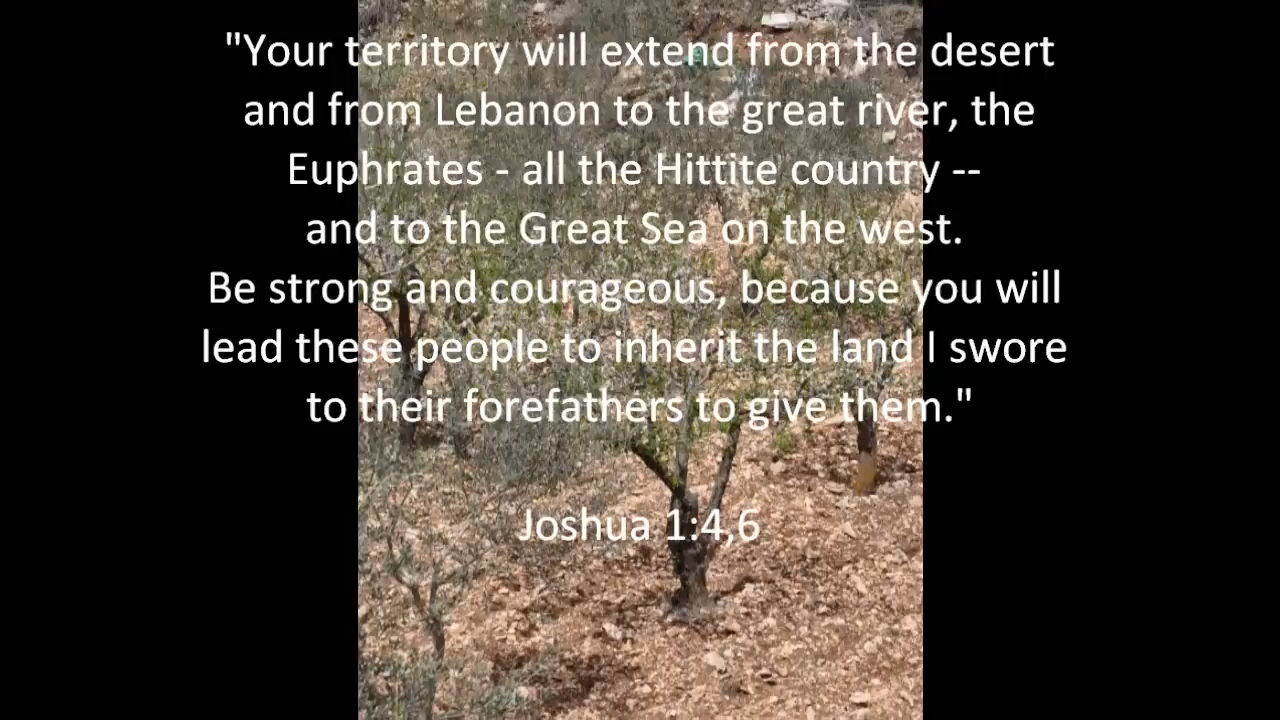 "Your territory will extend from the desert
and from Lebanon to the great river, the
Euphrates - all the Hittite country --
and to the Great Sea on the west.
Be strong and courageous, because you will
lead these people to inherit the land I swore
to their forefathers to give them."
Joshua 1:4,6